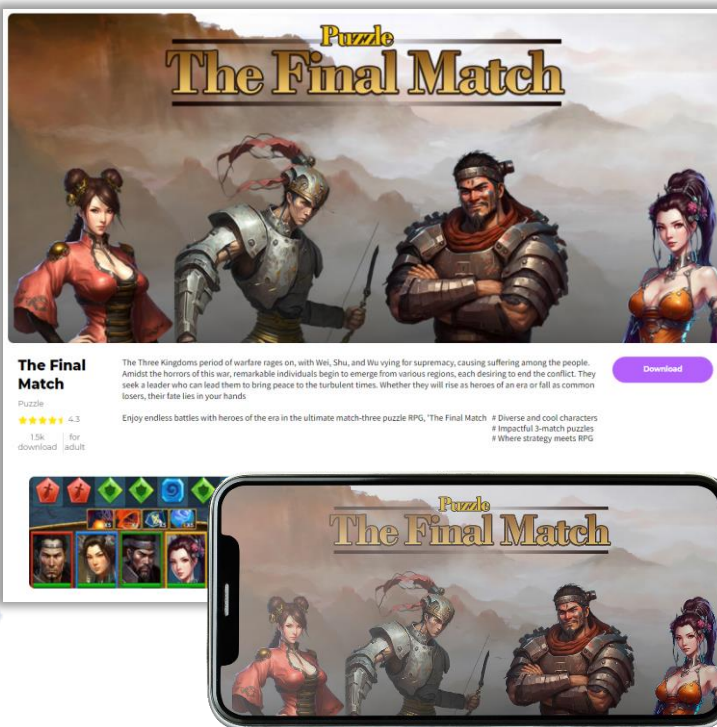 Puzzle
The Final Match
The Final
Match
Puzzle
4.3
1.5k
download
for
adult
The Three Kingdoms period of warfare rages on, with Wei, Shu, and Wu vying for supremacy, causing suffering among the people.
Amidst the horrors of this war, remarkable individuals begin to emerge from various regions, each desiring to end the conflict. They
seek a leader who can lead them to bring peace to the turbulent times. Whether they will rise as heroes of an era or fall as common
losers, their fate lies in your hands
Enjoy endless battles with heroes of the era in the ultimate match-three puzzle RPG, 'The Final Match # Diverse and cool characters
# Impactful 3-match puzzles
# Where strategy meets RPG
Download
Puzzle
The Final Match